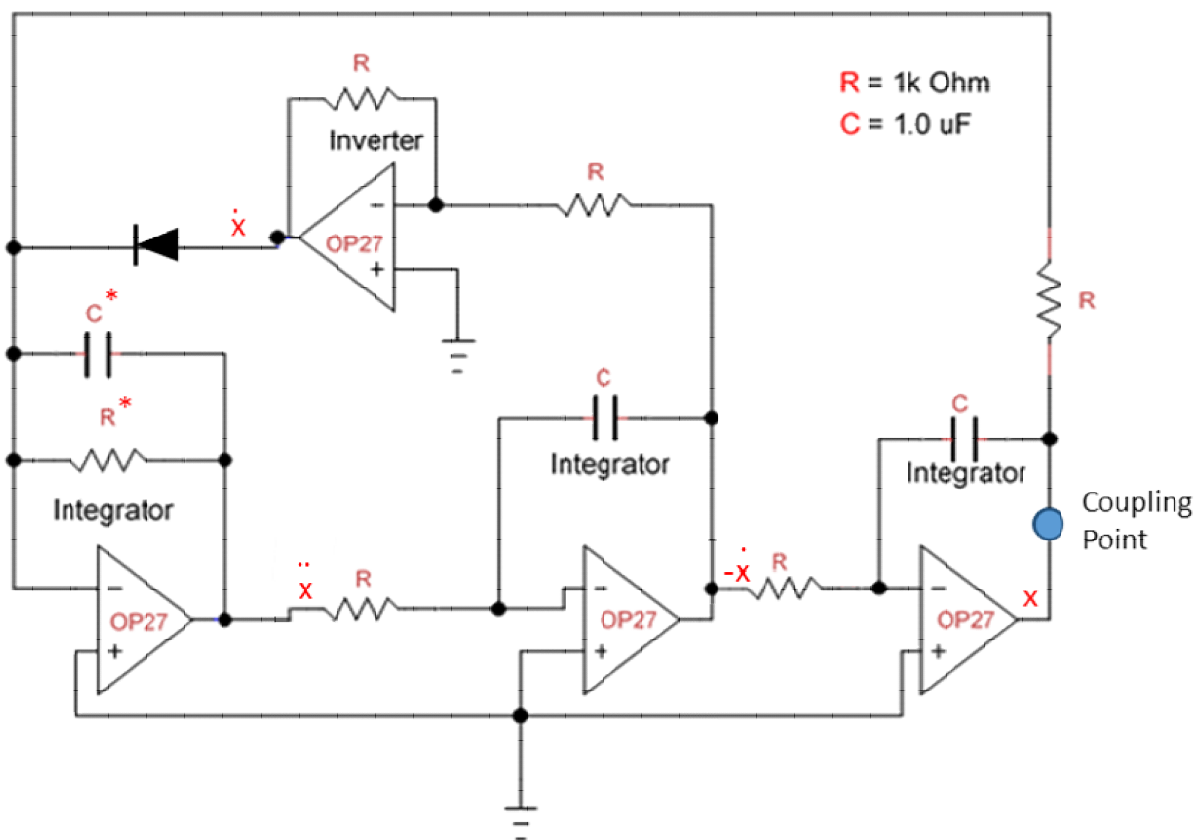 R
R = 1k Ohm
C = 1.0 uF
Inverter
R
−
ẋ
OP27
+
C*
R
R*
C
C
Integrator
Integrator
Integrator
Coupling
Point
ẍ
R
-ẋ
R
−
−
−
x
OP27
OP27
OP27
+
+
+